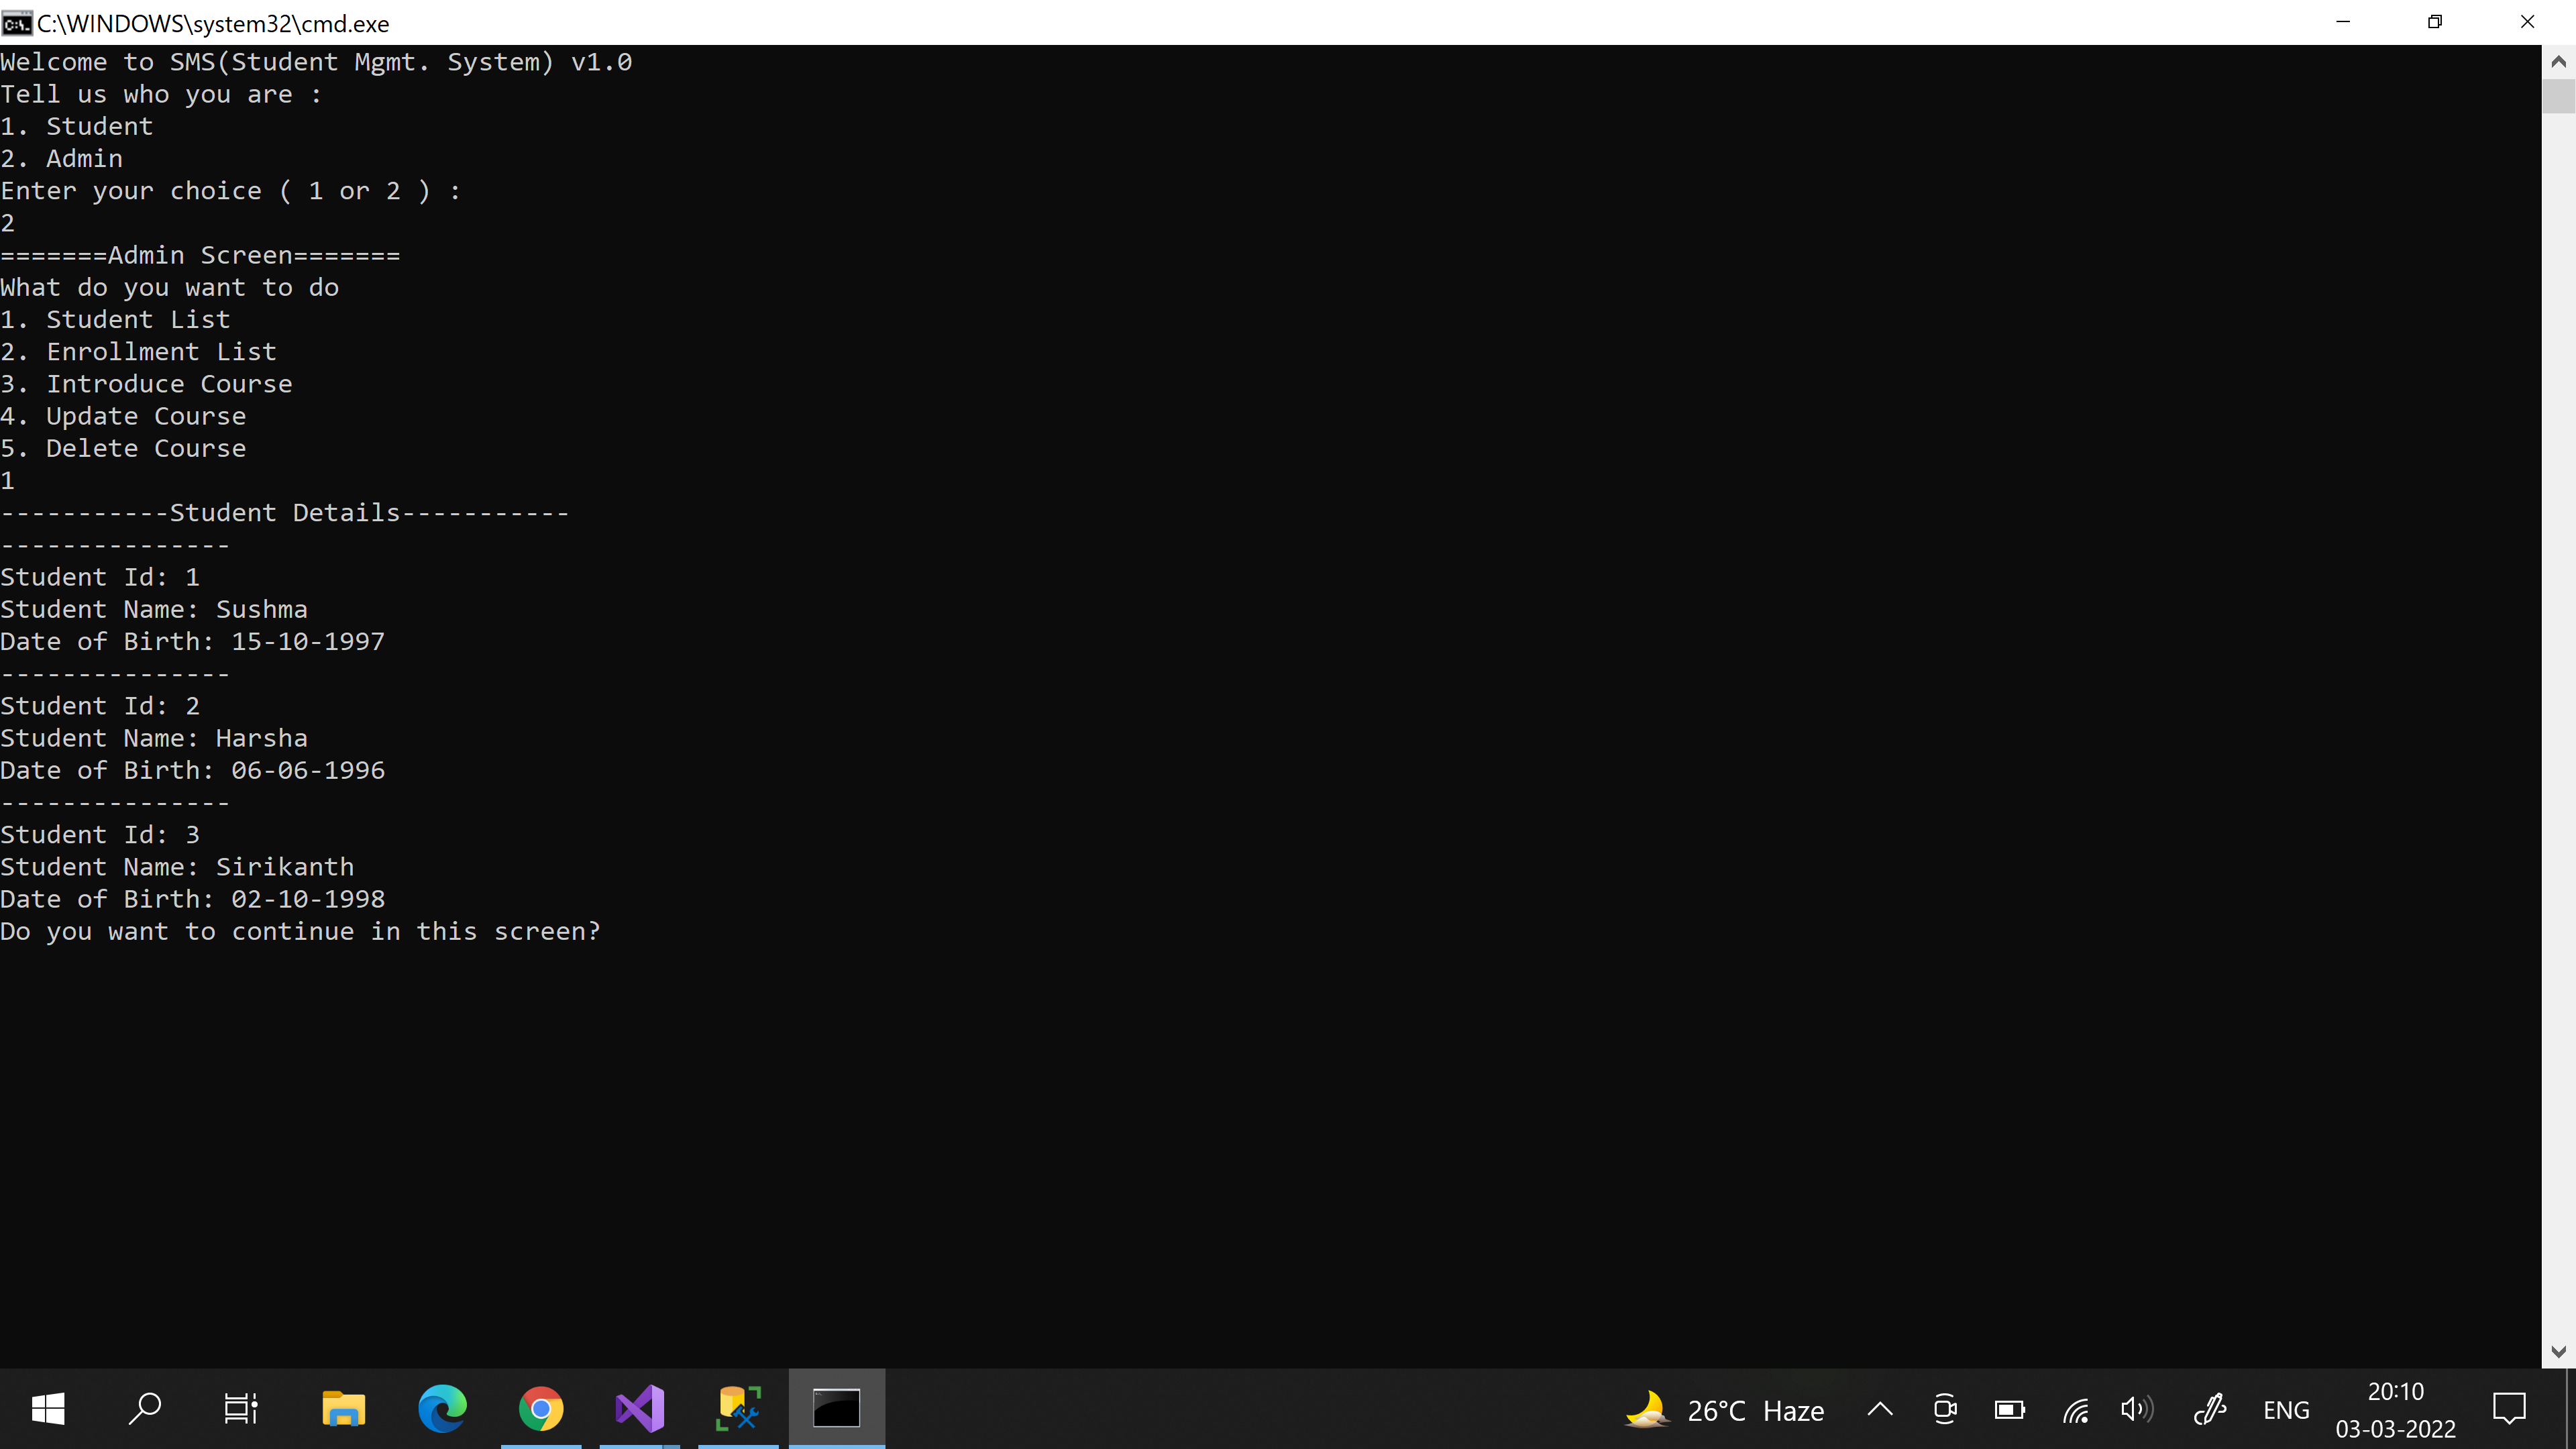 C:\WINDOWS\system32\cmd.exe
Welcome to SMS(Student Mgmt. System) v1.0
Tell us who you are :
1. Student
2. Admin
Enter your choice ( 1 or 2 ) :
2
=======Admin Screen=======
What do you want to do
1. Student List
2. Enrollment List
3. Introduce Course
4. Update Course
5. Delete Course
1
-----------Student Details-----------
---------------
Student Id: 1
Student Name: Sushma
Date of Birth: 15-10-1997
---------------
Student Id: 2
Student Name: Harsha
Date of Birth: 06-06-1996
---------------
Student Id: 3
Student Name: Sirikanth
Date of Birth: 02-10-1998
Do you want to continue in this screen?
26°C Haze
ENG
20:10
03-03-2022